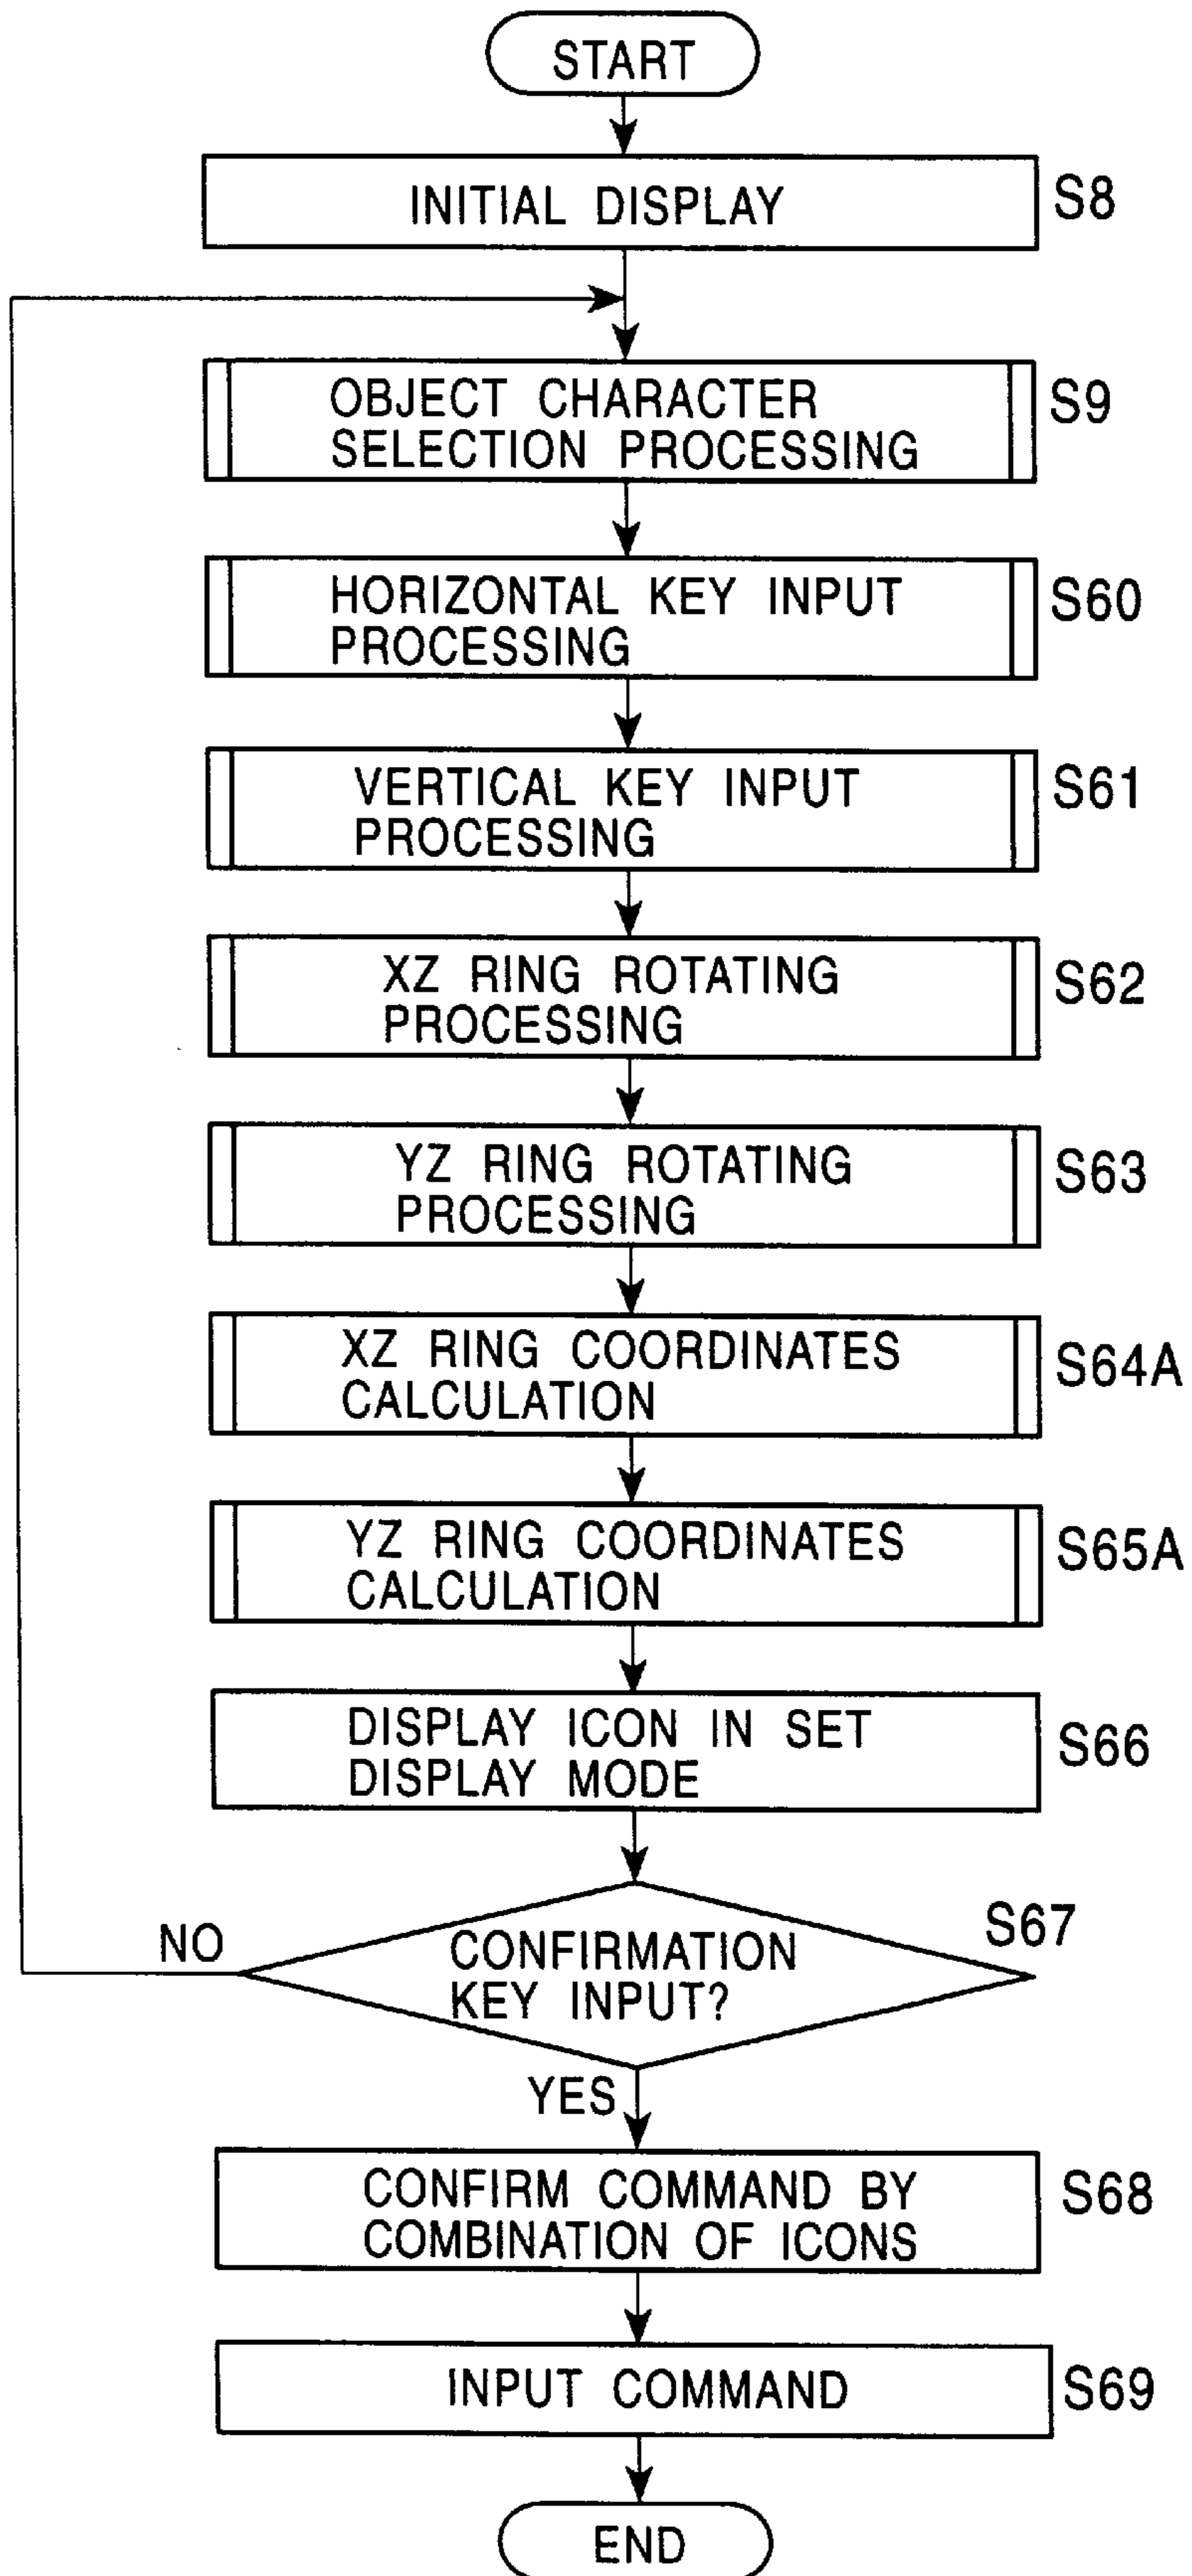 START
INITIAL DISPLAY
S8
OBJECT CHARACTER
SELECTION PROCESSING
S9
HORIZONTAL KEY INPUT
PROCESSING
S60
VERTICAL KEY INPUT
PROCESSING
S61
XZ RING ROTATING
PROCESSING
S62
YZ RING ROTATING
PROCESSING
S63
XZ RING COORDINATES
CALCULATION
S64A
YZ RING COORDINATES
CALCULATION
S65A
DISPLAY ICON IN SET
DISPLAY MODE
S66
CONFIRMATION
KEY INPUT?
S67
NO
YES
CONFIRM COMMAND BY
COMBINATION OF ICONS
S68
INPUT COMMAND
S69
END